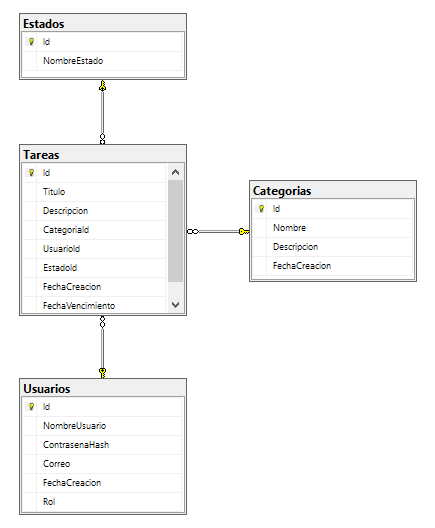 Estados
Id
NombreEstado
Tareas
Id
Titulo
Descripcion
CategoriaId
UsuarioId
EstadoId
FechaCreacion
FechaVencimiento
Categorias
Id
Nombre
Descripcion
FechaCreacion
Usuarios
Id
NombreUsuario
ContrasenaHash
Correo
FechaCreacion
Rol